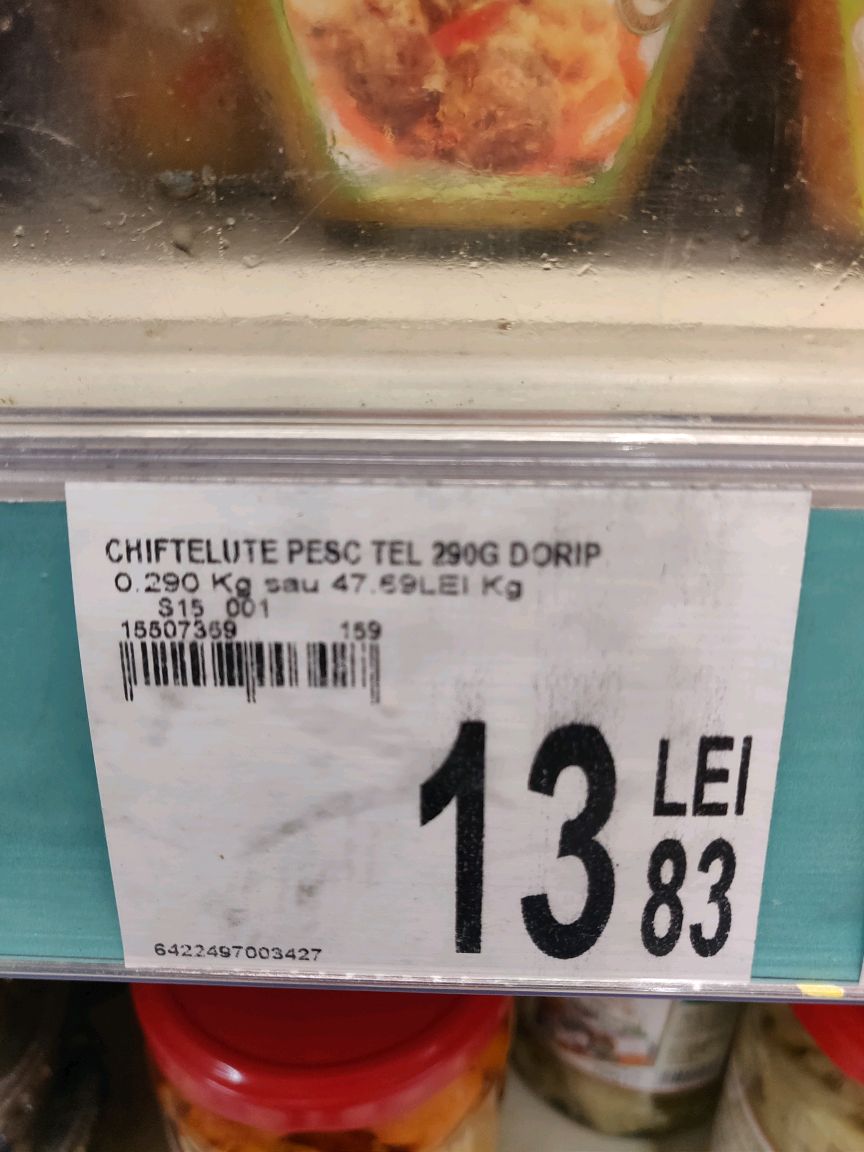 CHIFTELUTE PESC TEL 290G DORIP
0.290 Kg sau 47.69LEI Kg
S15 001
15507369 159
13 LEI 83
6422497003427